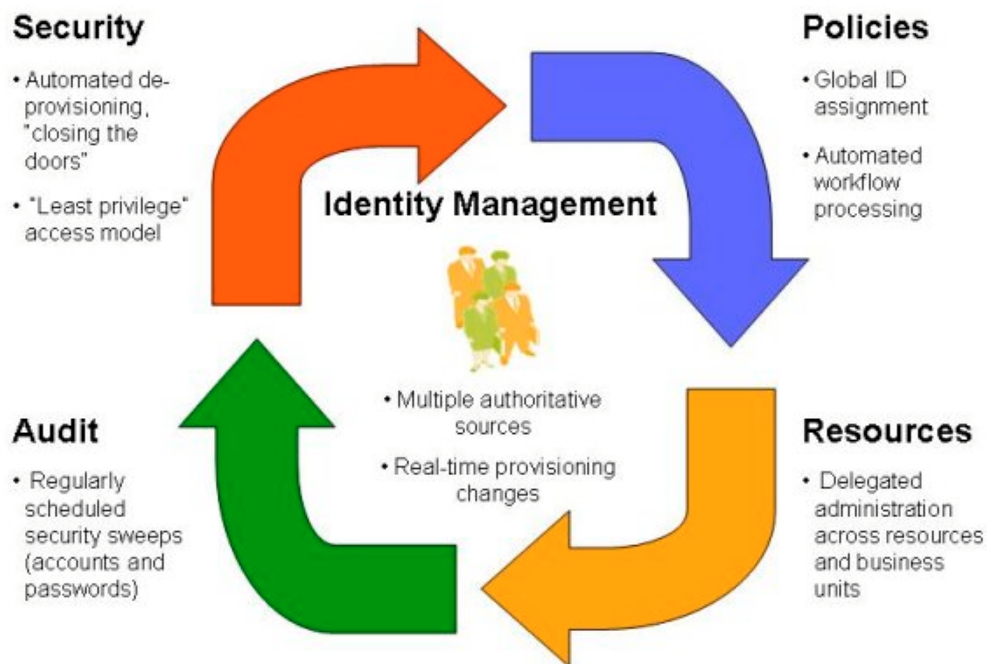 Security
• Automated de-
provisioning,
"closing the
doors"
• "Least privilege"
access model
Policies
• Global ID
assignment
• Automated
workflow
processing
Identity Management
• Multiple authoritative
sources
• Real-time provisioning
changes
Audit
• Regularly
scheduled
security sweeps
(accounts and
passwords)
Resources
• Delegated
administration
across resources
and business
units